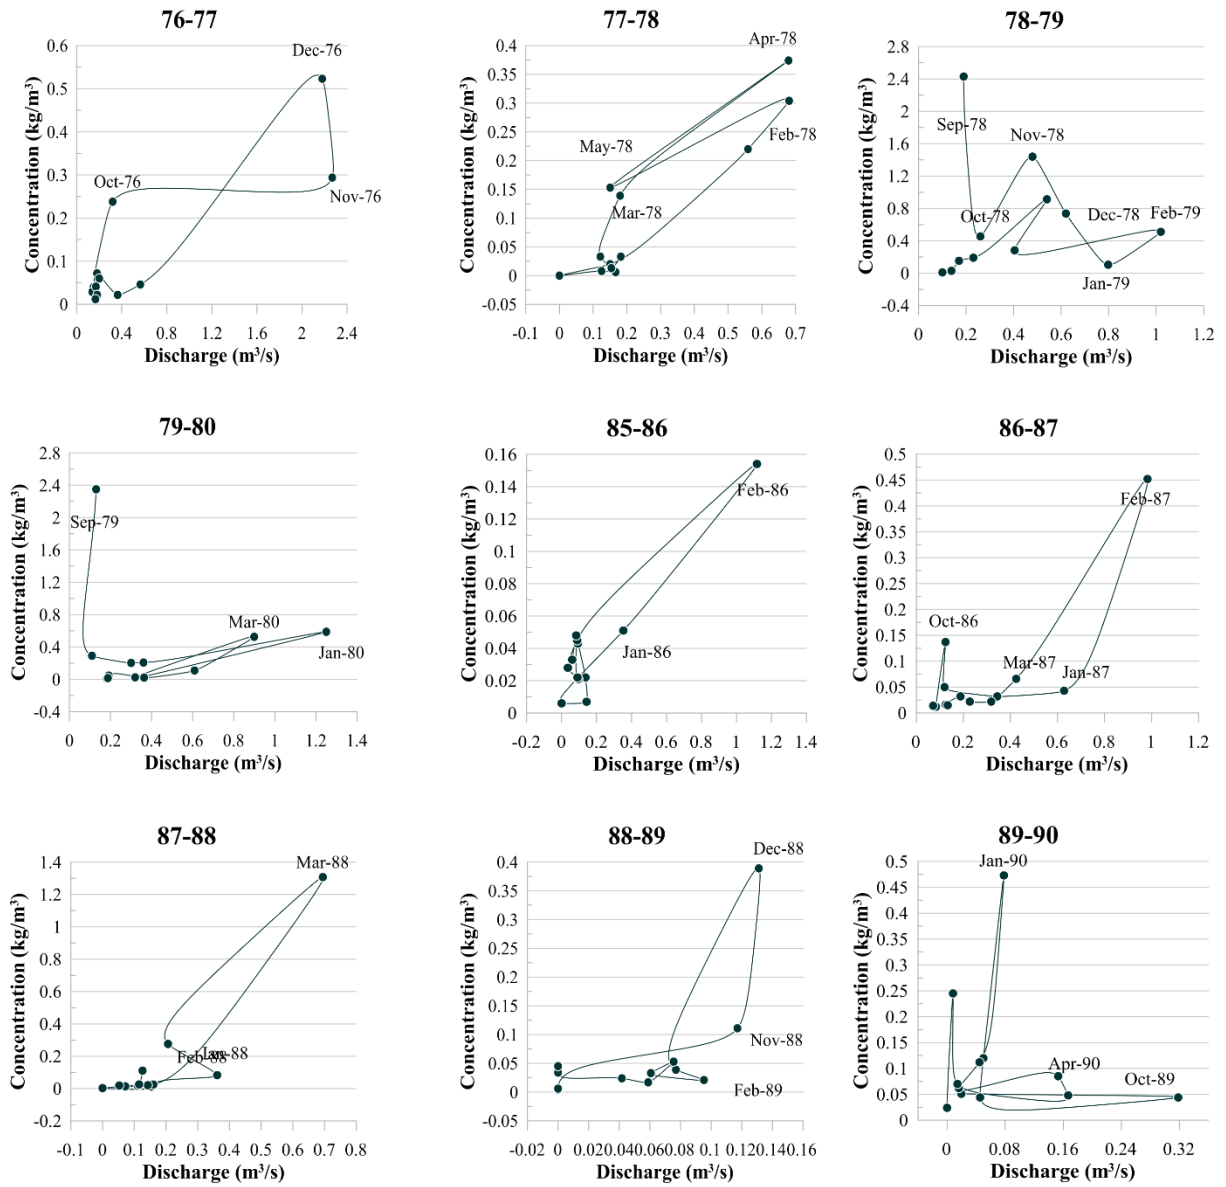 76-77
0.6
0.5
0.4
0.3
0.2
0.1
0
Concentration (kg/m³)
Dec-76
Oct-76
Nov-76
0 0.4 0.8 1.2 1.6 2 2.4
Discharge (m³/s)
77-78
0.4
0.35
0.3
0.25
0.2
0.15
0.1
0.05
0
-0.05
Concentration (kg/m³)
Apr-78
Feb-78
May-78
Mar-78
0 0.1 0.2 0.3 0.4 0.5 0.6 0.7
Discharge (m³/s)
78-79
2.8
2.4
2
1.6
1.2
0.8
0.4
0
-0.4
Concentration (kg/m³)
Sep-78
Nov-78
Oct-78
Dec-78
Feb-79
Jan-79
0 0.2 0.4 0.6 0.8 1 1.2
Discharge (m³/s)
79-80
2.8
2.4
2
1.6
1.2
0.8
0.4
0
-0.4
Concentration (kg/m³)
Sep-79
Mar-80
Jan-80
0 0.2 0.4 0.6 0.8 1 1.2 1.4
Discharge (m³/s)
85-86
0.16
0.14
0.12
0.1
0.08
0.06
0.04
0.02
0
Concentration (kg/m³)
Feb-86
Jan-86
-0.2 0 0.2 0.4 0.6 0.8 1 1.2 1.4
Discharge (m³/s)
86-87
0.5
0.45
0.4
0.35
0.3
0.25
0.2
0.15
0.1
0.05
0
Concentration (kg/m³)
Feb-87
Oct-86
Mar-87
Jan-87
0 0.2 0.4 0.6 0.8 1 1.2
Discharge (m³/s)
87-88
1.4
1.2
1
0.8
0.6
0.4
0.2
0
-0.2
Concentration (kg/m³)
Mar-88
Feb-88
Jan-88
-0.1 0 0.1 0.2 0.3 0.4 0.5 0.6 0.7 0.8
Discharge (m³/s)
88-89
0.4
0.35
0.3
0.25
0.2
0.15
0.1
0.05
0
-0.05
Concentration (kg/m³)
Dec-88
Nov-88
Feb-89
-0.02 0 0.02 0.04 0.06 0.08 0.1 0.12 0.14 0.16
Discharge (m³/s)
89-90
0.5
0.45
0.4
0.35
0.3
0.25
0.2
0.15
0.1
0.05
0
Concentration (kg/m³)
Jan-90
Apr-90
Oct-89
0 0.08 0.16 0.24 0.32
Discharge (m³/s)